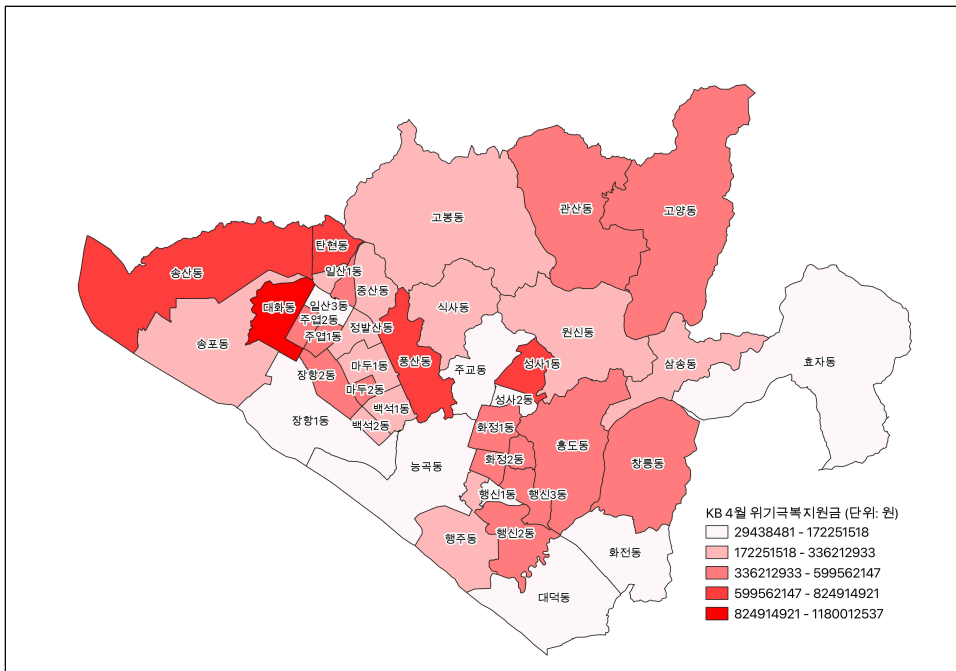 고양동
관산동
고봉동
탄현동
송산동
일산1동
중산동
일산3동
대화동
식사동
주엽2동
정발산동
원신동
주엽1동
송포동
풍산동
성사1동
삼송동
효자동
마두1동
주교동
장항2동
마두2동
성사2동
백석1동
장항1동
백석2동
화정1동
홍도동
화정2동
창릉동
능곡동
행신1동
행신3동
행신2동
행주동
화전동
대덕동
KB 4월 위기극복지원금 (단위: 원)
29438481 - 172251518
172251518 - 336212933
336212933 - 599562147
599562147 - 824914921
824914921 - 1180012537